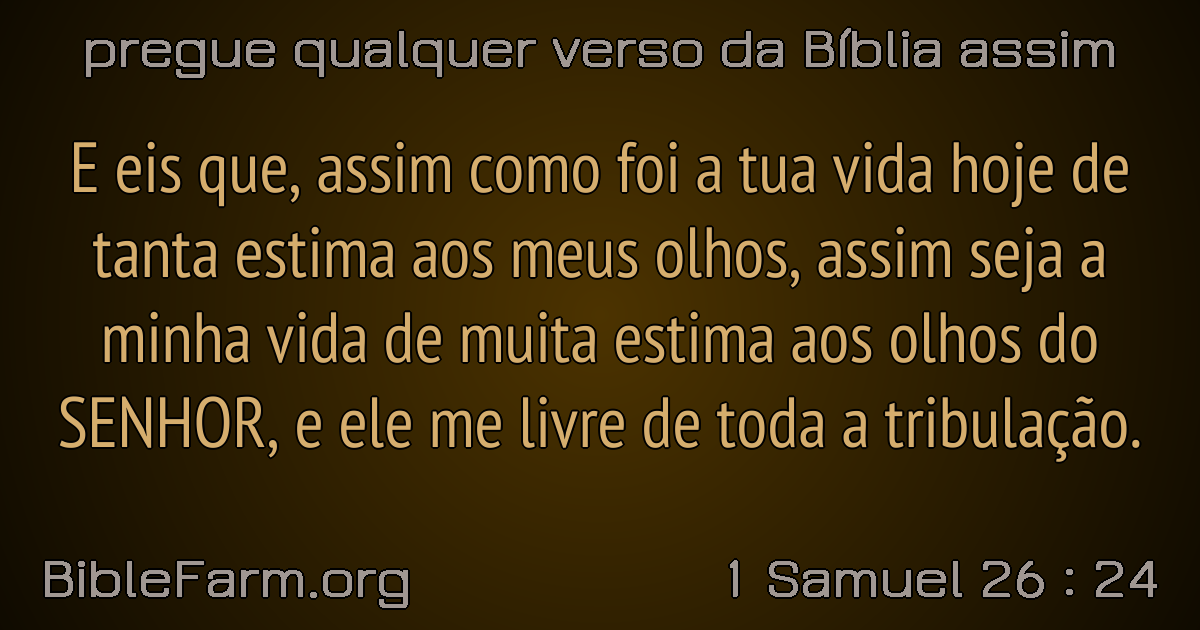 pregue qualquer verso da Bíblia assim
E eis que, assim como foi a tua vida hoje de
tanta estima aos meus olhos, assim seja a
minha vida de muita estima aos olhos do
SENHOR, e ele me livre de toda a tribulação.
BibleFarm.org
1 Samuel 26 : 24